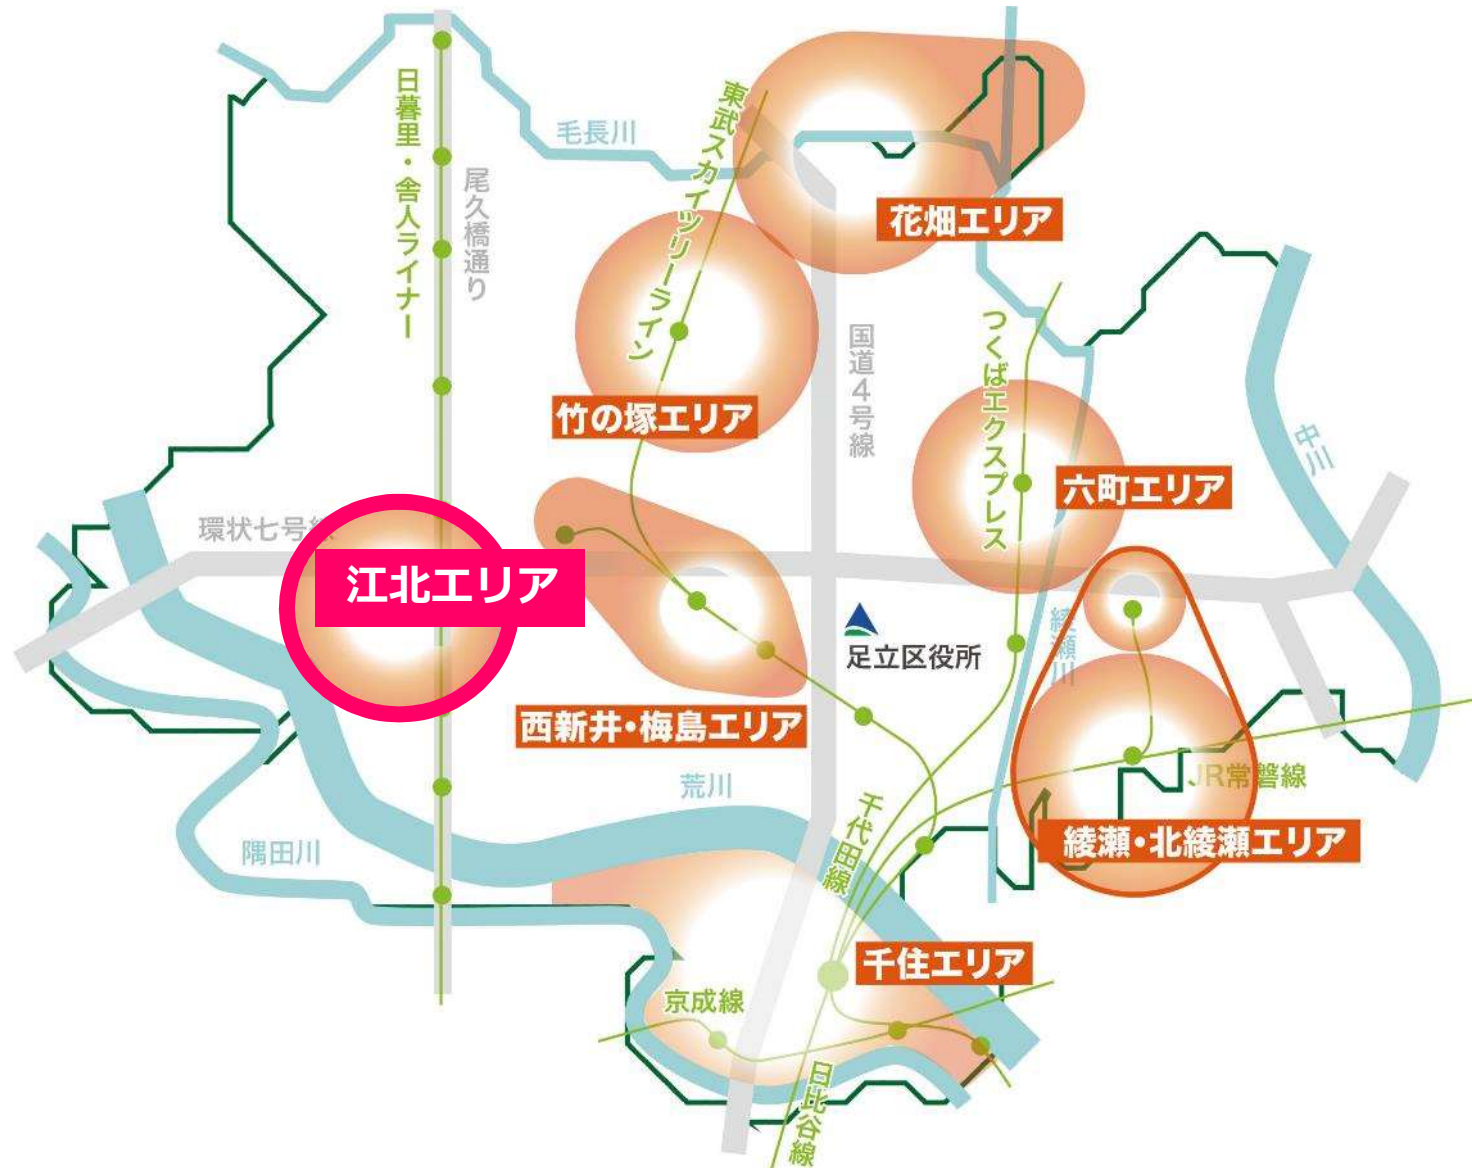 日暮里・舎人ライナー
尾久橋通り
毛長川
東武スカイツリーライン
花畑エリア
竹の塚エリア
国道4号線
つくばエクスプレス
六町エリア
中川
環状七号線
江北エリア
足立区役所
綾瀬川
西新井・梅島エリア
荒川
隅田川
千代田線
JR常磐線
綾瀬・北綾瀬エリア
千住エリア
京成線
日比谷線